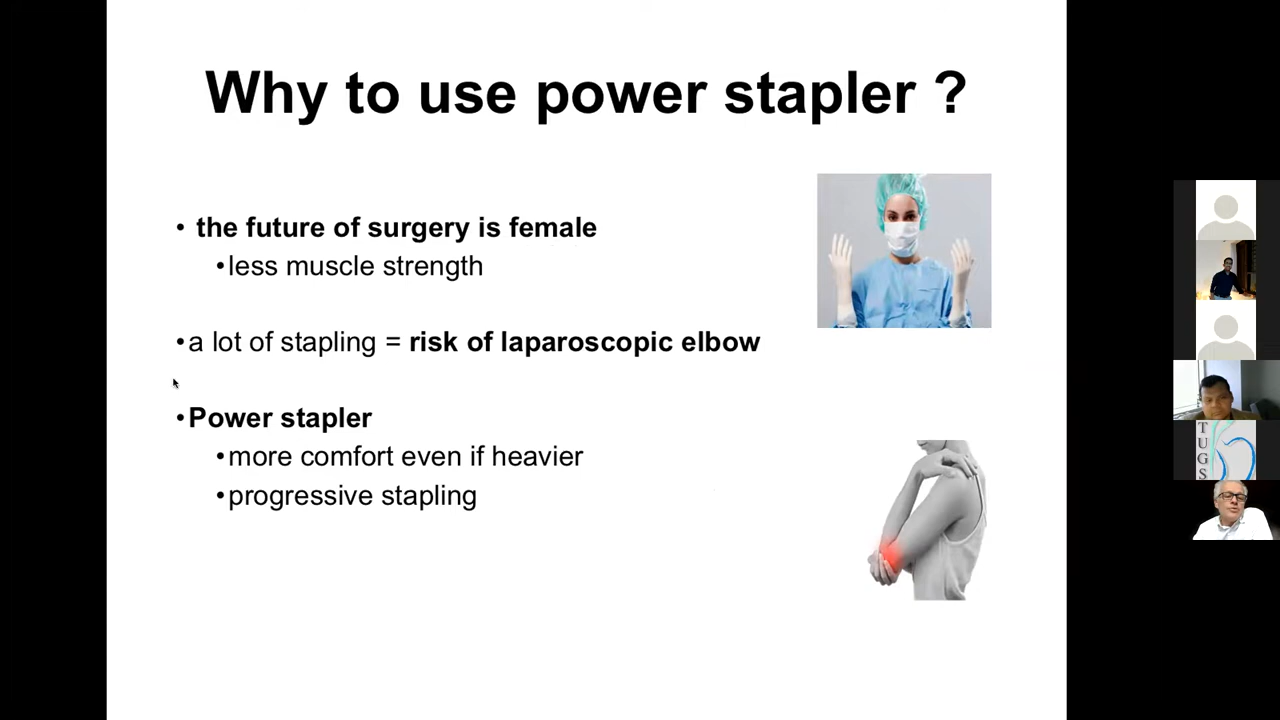 Why to use power stapler ?
• the future of surgery is female
•less muscle strength
•a lot of stapling = risk of laparoscopic elbow
•Power stapler
•more comfort even if heavier
•progressive stapling
T
U
G
S